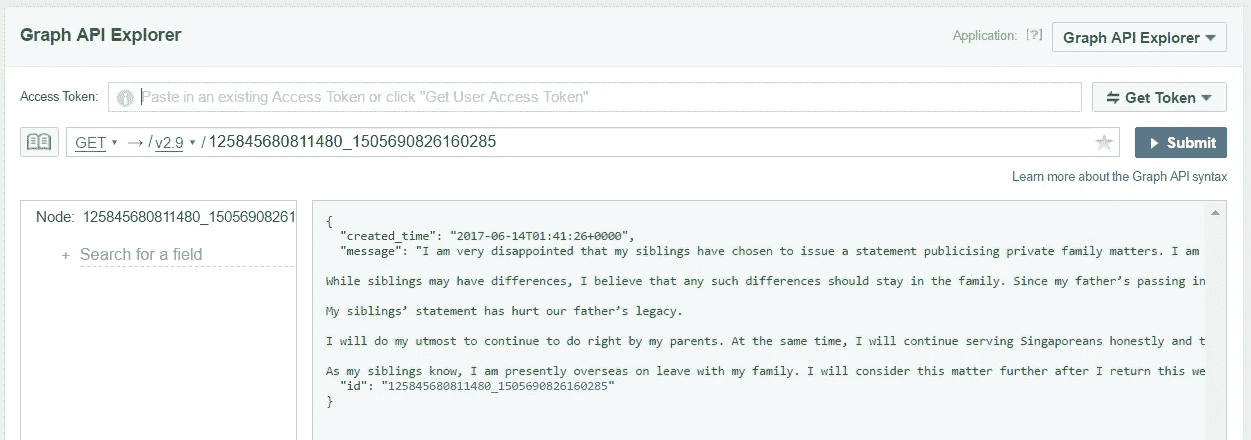 Graph API Explorer
Application: [?] Graph API Explorer
Access Token: Paste in an existing Access Token or click "Get User Access Token"
Get Token
GET → / v2.9 / 125845680811480_1505690826160285
Submit
Learn more about the Graph API syntax
Node: 125845680811480_15056908261
+ Search for a field
{
"created_time": "2017-06-14T01:41:26+0000",
"message": "I am very disappointed that my siblings have chosen to issue a statement publicising private family matters. I am
While siblings may have differences, I believe that any such differences should stay in the family. Since my father’s passing in
My siblings’ statement has hurt our father’s legacy.
I will do my utmost to continue to do right by my parents. At the same time, I will continue serving Singaporeans honestly and t
As my siblings know, I am presently overseas on leave with my family. I will consider this matter further after I return this we
"id": "125845680811480_1505690826160285"
}